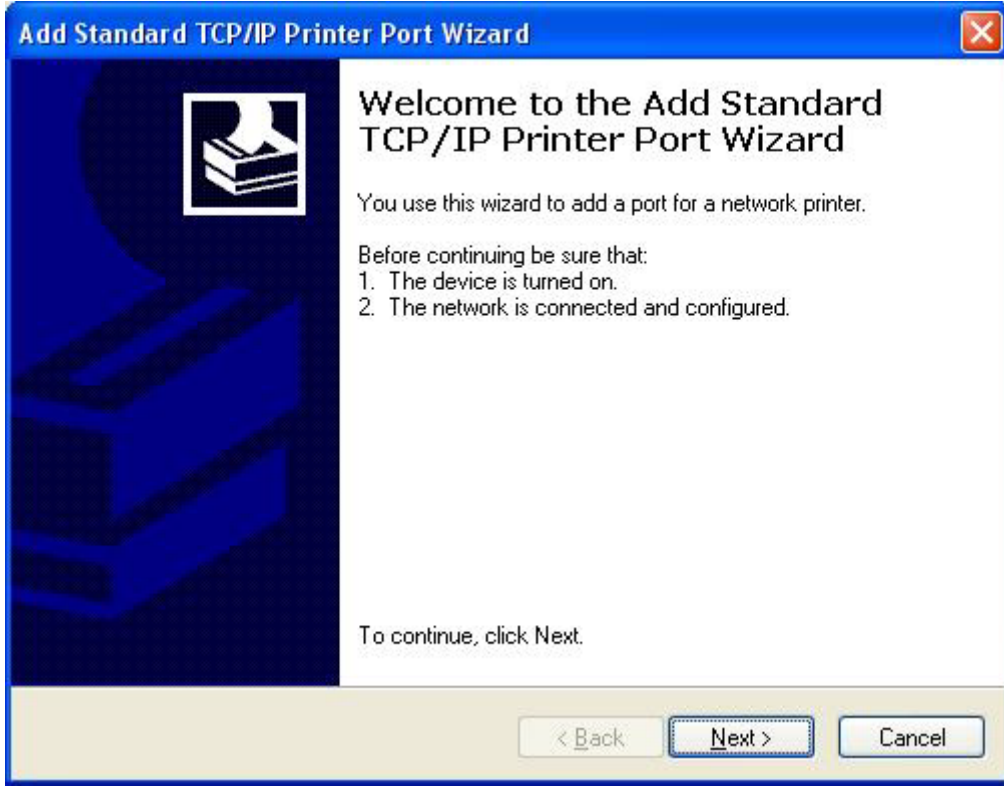 Add Standard TCP/IP Printer Port Wizard
Welcome to the Add Standard
TCP/IP Printer Port Wizard
You use this wizard to add a port for a network printer.
Before continuing be sure that:
1. The device is turned on.
2. The network is connected and configured.
To continue, click Next.
< Back
Next >
Cancel